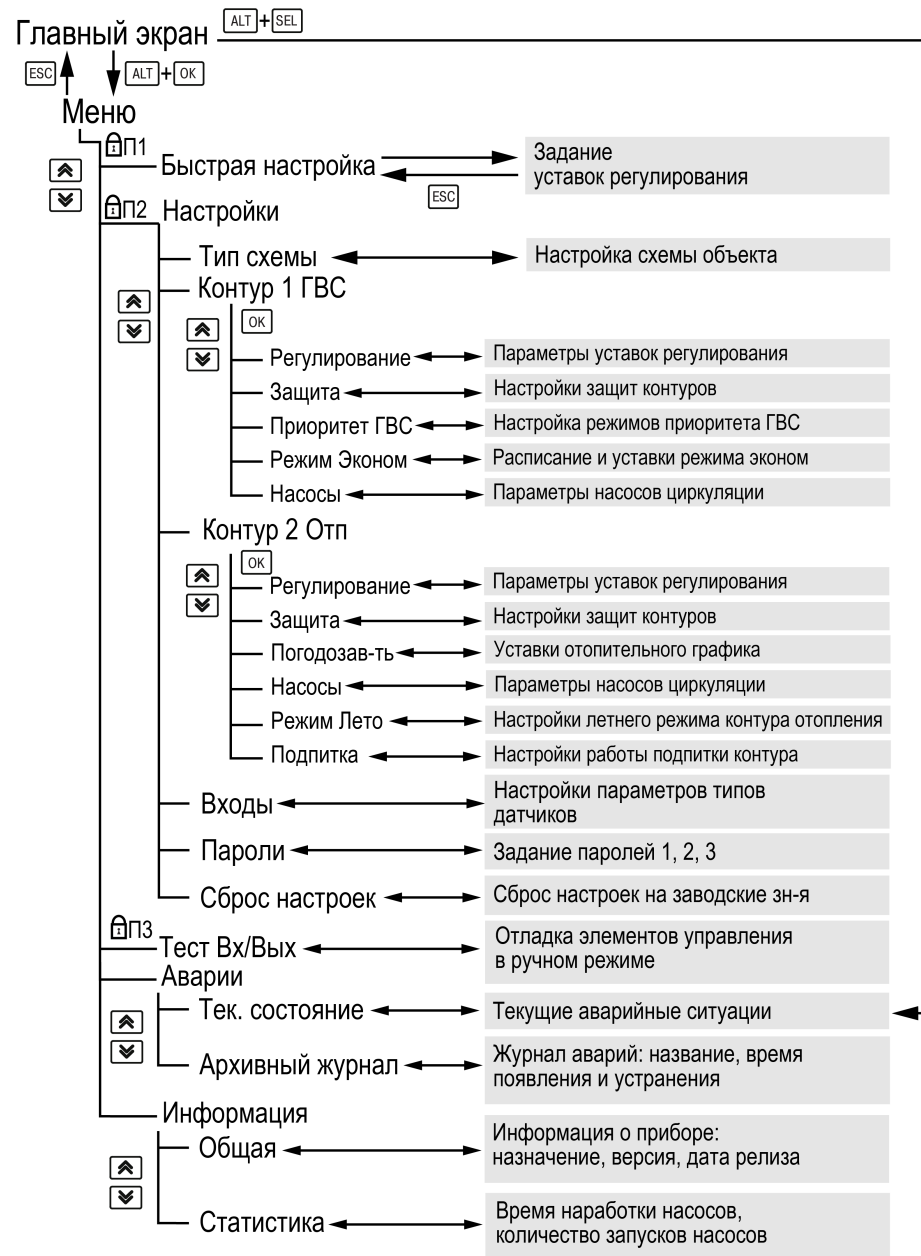 Главный экран ALT+SEL
ESC ALT+OK
Меню
П1
Быстрая настройка
Задание
уставок регулирования
ESC
П2 Настройки
Тип схемы Настройка схемы объекта
Контур 1 ГВС
OK
Регулирование Параметры уставок регулирования
Защита Настройки защит контуров
Приоритет ГВС Настройка режимов приоритета ГВС
Режим Эконом Расписание и уставки режима эконом
Насосы Параметры насосов циркуляции
Контур 2 Отп
OK
Регулирование Параметры уставок регулирования
Защита Настройки защит контуров
Погодозав-ть Уставки отопительного графика
Насосы Параметры насосов циркуляции
Режим Лето Настройки летнего режима контура отопления
Подпитка Настройки работы подпитки контура
Входы Настройки параметров типов
датчиков
Пароли Задание паролей 1, 2, 3
Сброс настроек Сброс настроек на заводские зн-я
П3
Тест Вх/Вых Отладка элементов управления
в ручном режиме
Аварии
Тек. состояние Текущие аварийные ситуации
Архивный журнал Журнал аварий: название, время
появления и устранения
Информация
Общая Информация о приборе:
назначение, версия, дата релиза
Статистика Время наработки насосов,
количество запусков насосов